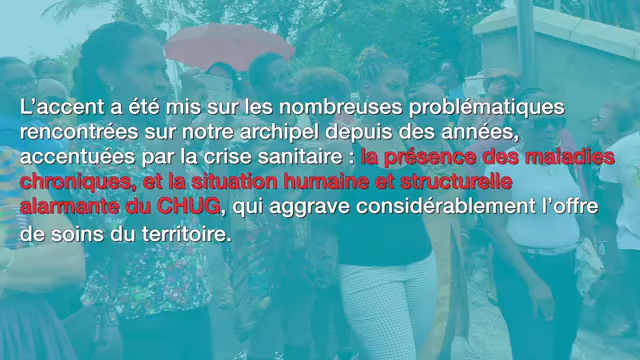 L’accent a été mis sur les nombreuses problématiques
rencontrées sur notre archipel depuis des années,
accentuées par la crise sanitaire : la présence des maladies
chroniques, et la situation humaine et structurelle
alarmante du CHUG, qui aggrave considérablement l’offre
de soins du territoire.